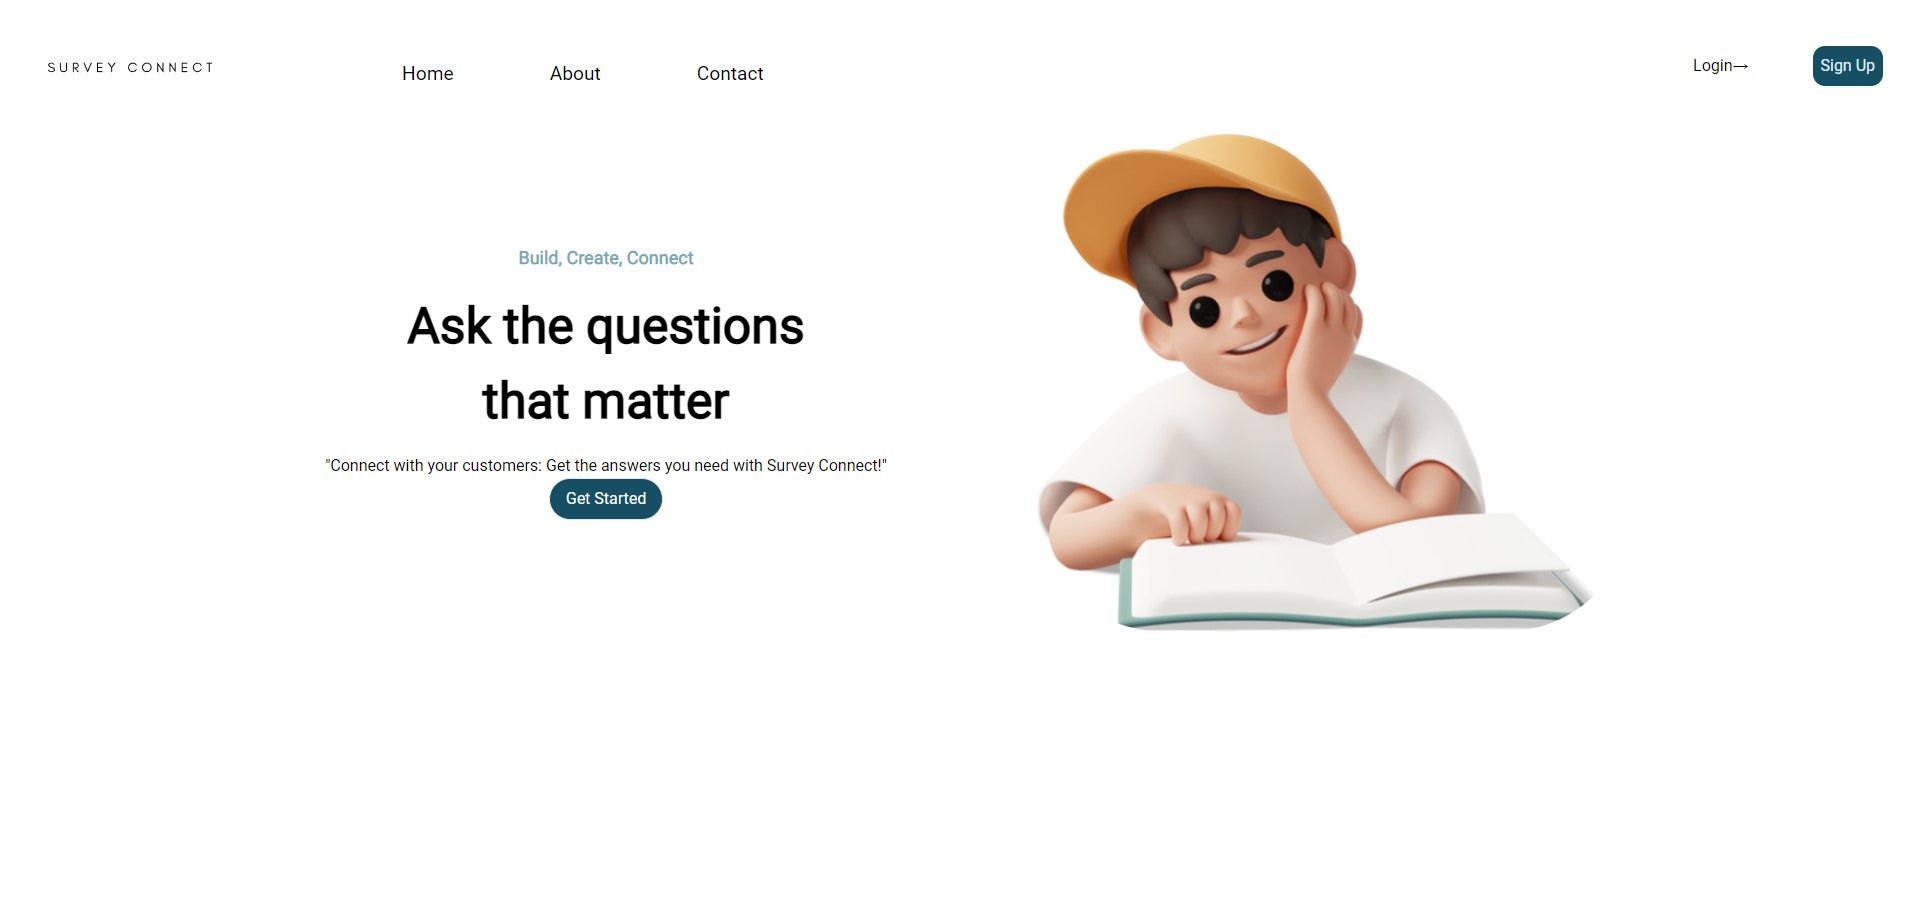 SURVEY CONNECT
Home
About
Contact
Login→
Sign Up
Build, Create, Connect
Ask the questions
that matter
"Connect with your customers: Get the answers you need with Survey Connect!"
Get Started